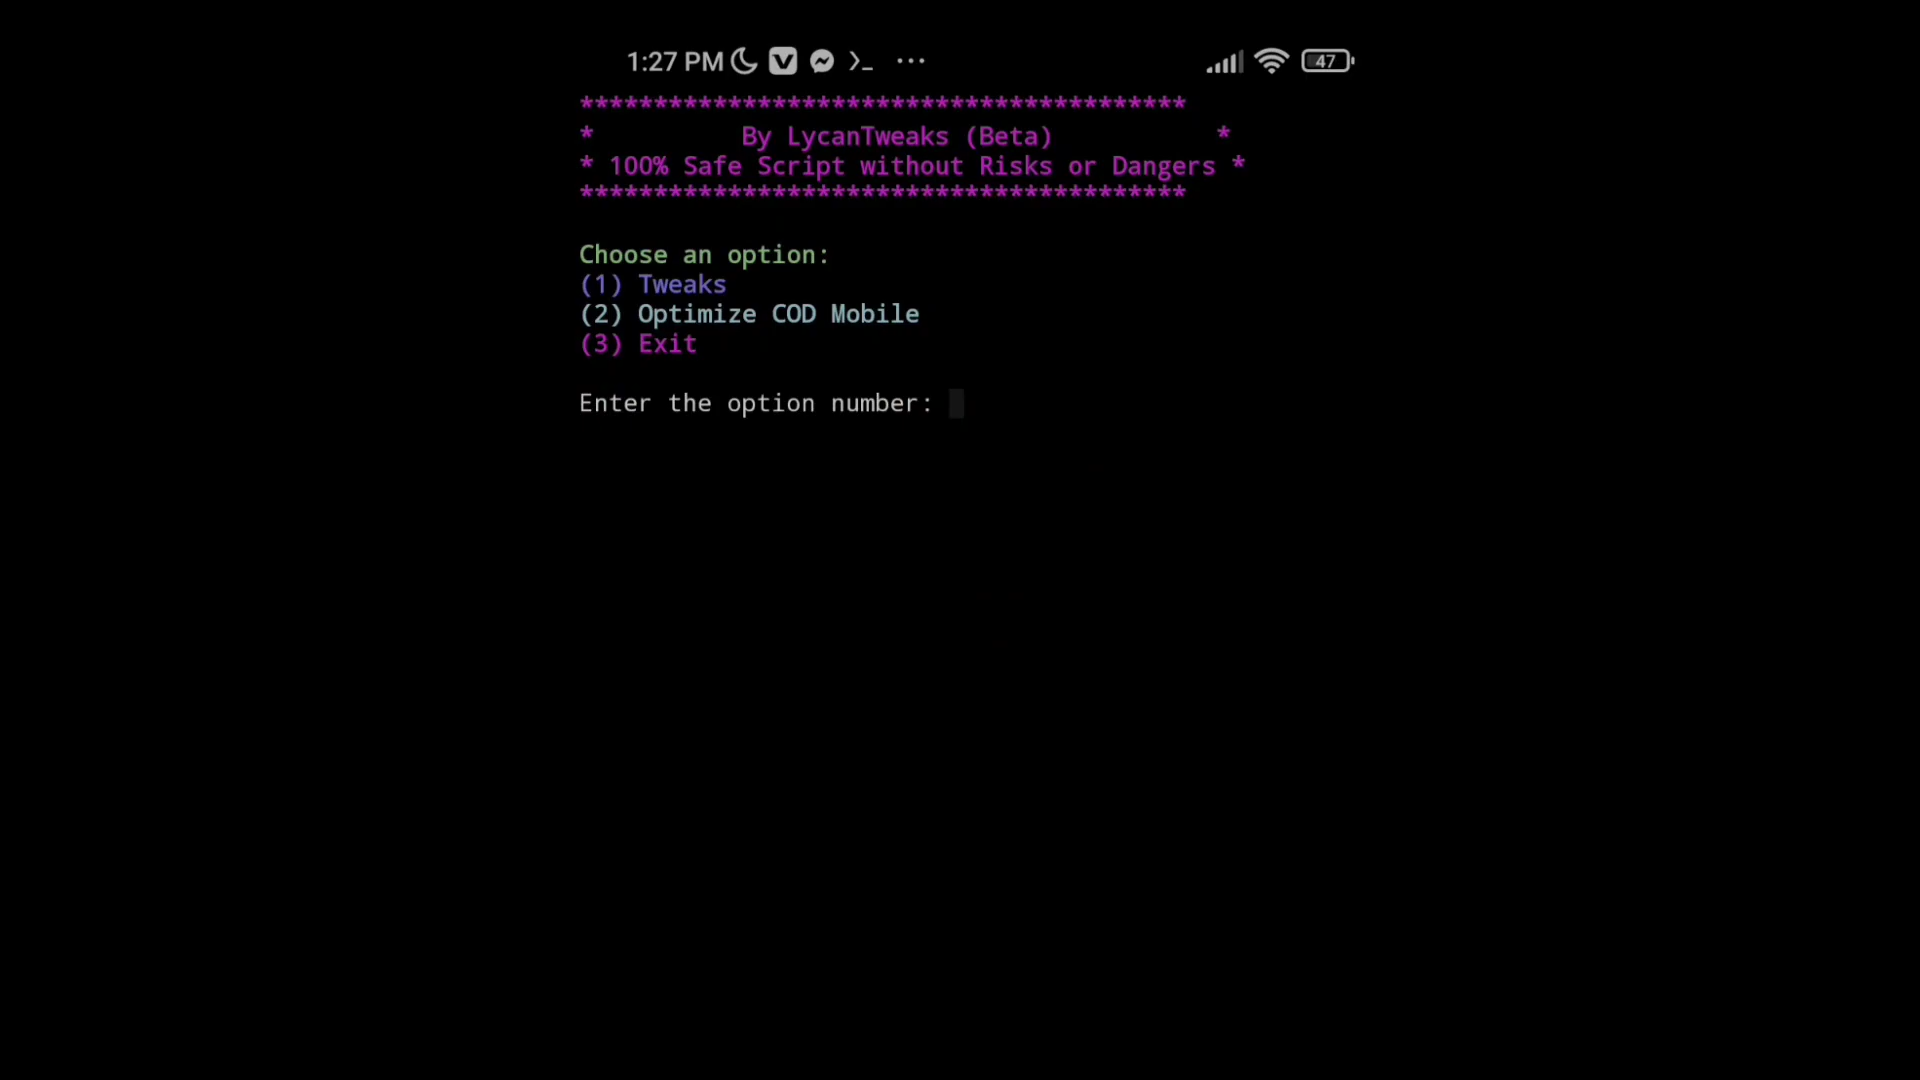 1:27 PM 47
*****************************************
* By LycanTweaks (Beta) *
* 100% Safe Script without Risks or Dangers *
*****************************************
Choose an option:
(1) Tweaks
(2) Optimize COD Mobile
(3) Exit
Enter the option number: